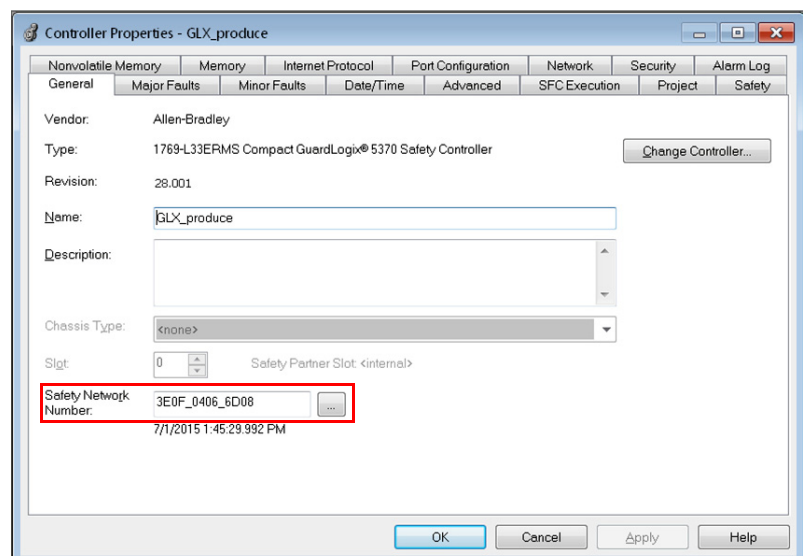 Controller Properties - GLX_produce
Nonvolatile Memory Memory Internet Protocol Port Configuration Network Security Alarm Log
General Major Faults Minor Faults Date/Time Advanced SFC Execution Project Safety
Vendor: Allen-Bradley
Type: 1769-L33ERMS Compact GuardLogix® 5370 Safety Controller Change Controller...
Revision: 28.001
Name: GLX_produce
Description:
Chassis Type: <none>
Slot: 0 Safety Partner Slot: <internal>
Safety Network
Number: 3E0F_0406_6D08 ...
7/1/2015 1:45:29.992 PM
OK Cancel Apply Help